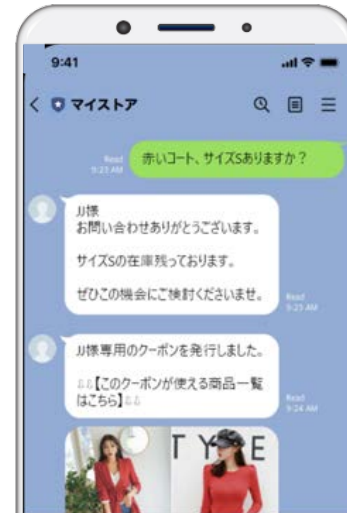 9:41
マイストア
赤いコート、サイズSありますか？
Read
9:23 AM
JJ様
お問い合わせありがとうございます。
サイズSの在庫残っております。
ぜひこの機会にご検討くださいませ。
Read
9:23 AM
JJ様専用のクーポンを発行しました。
【このクーポンが使える商品一覧
はこちら】
Read
9:24 AM
TY E